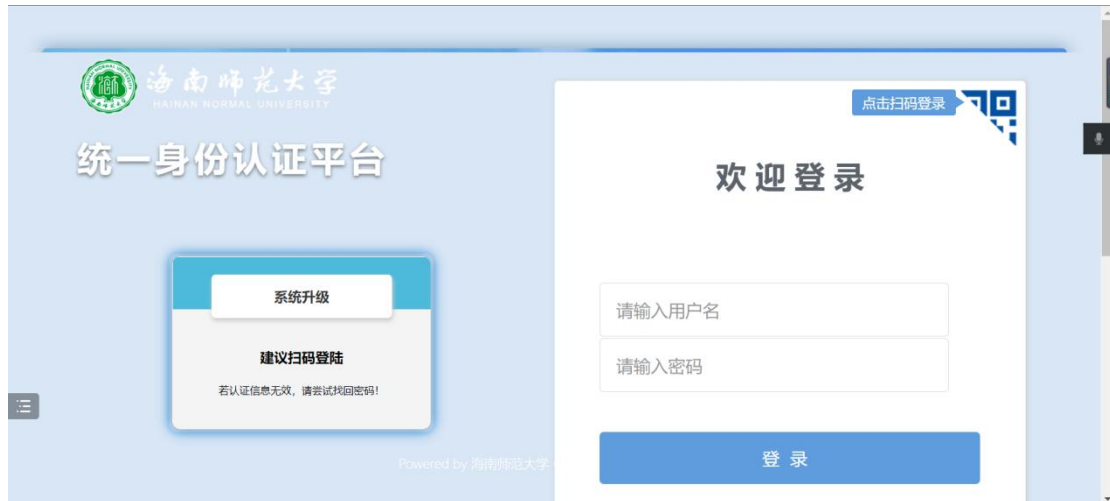 海南师范大学
HAINAN NORMAL UNIVERSITY
统一身份认证平台
系统升级
建议扫码登陆
若认证信息无效，请尝试找回密码!
Powered by 海南师范大学
点击扫码登录
欢迎登录
请输入用户名
请输入密码
登 录